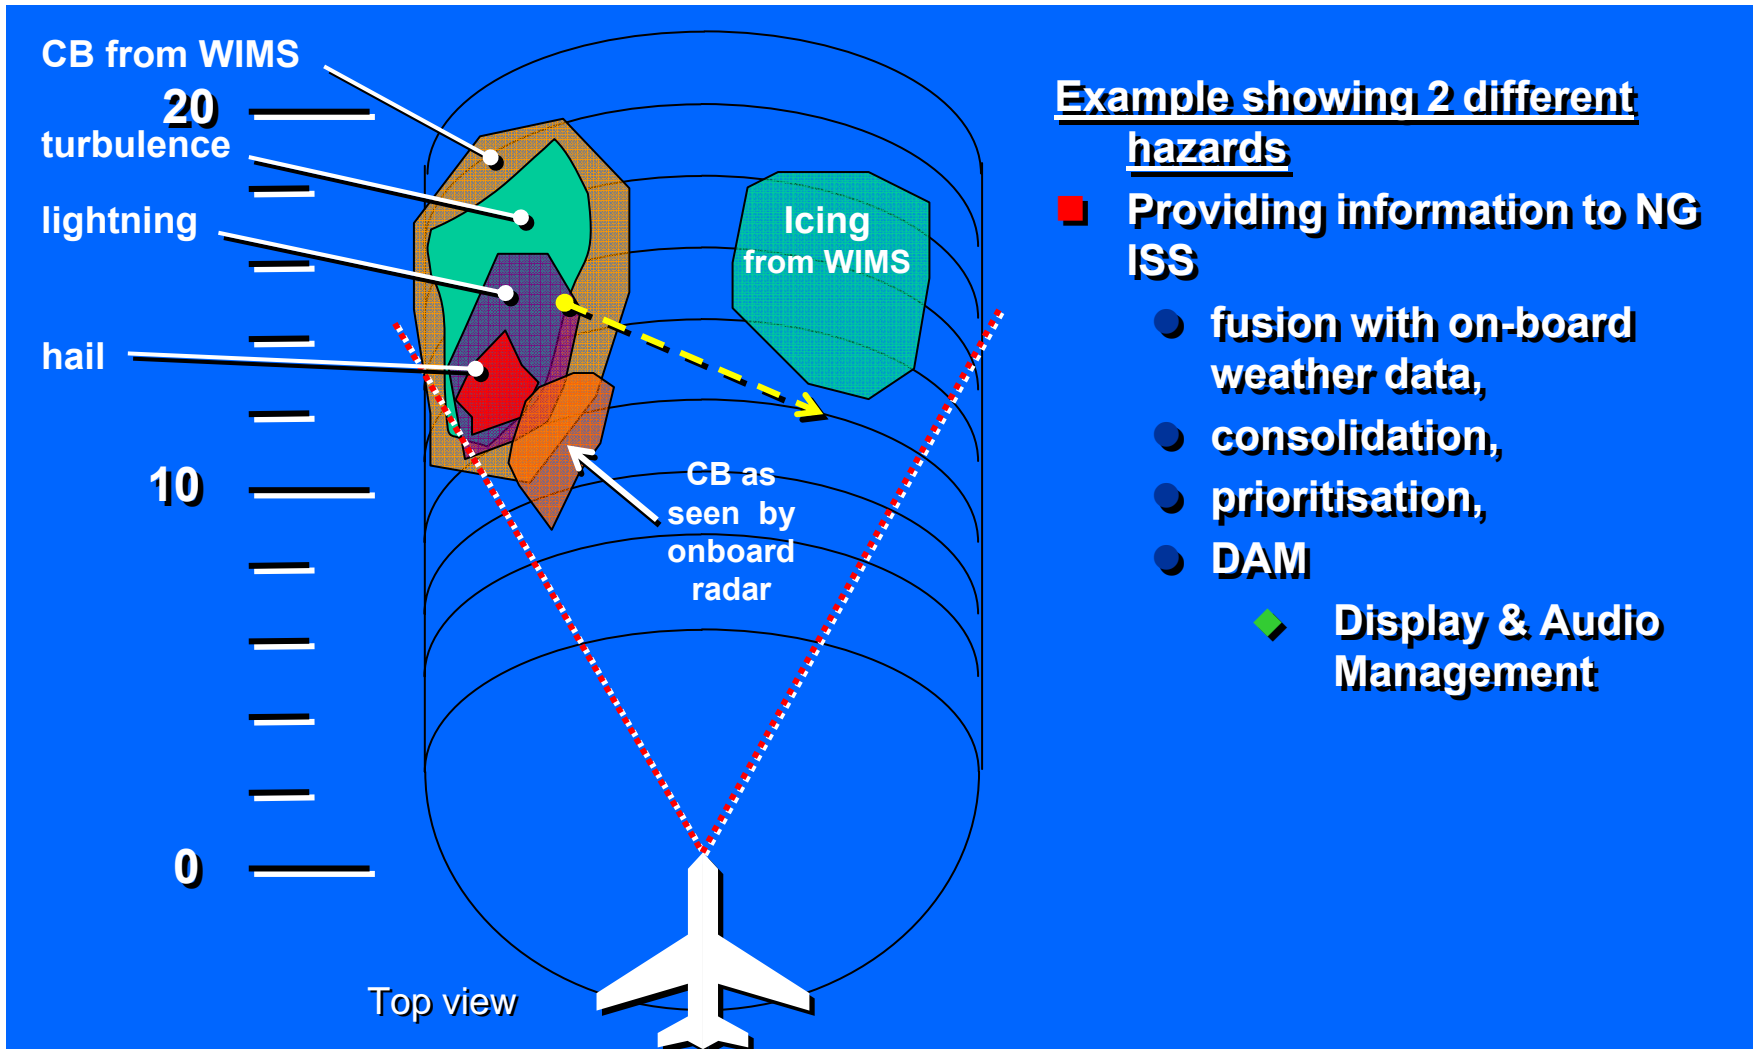 CB from WIMS
20
turbulence
lightning
hail
10
0
Icing
from WIMS
CB as
seen by
onboard
radar
Top view
Example showing 2 different
hazards
Providing information to NG
ISS
fusion with on-board
weather data,
consolidation,
prioritisation,
DAM
Display & Audio
Management